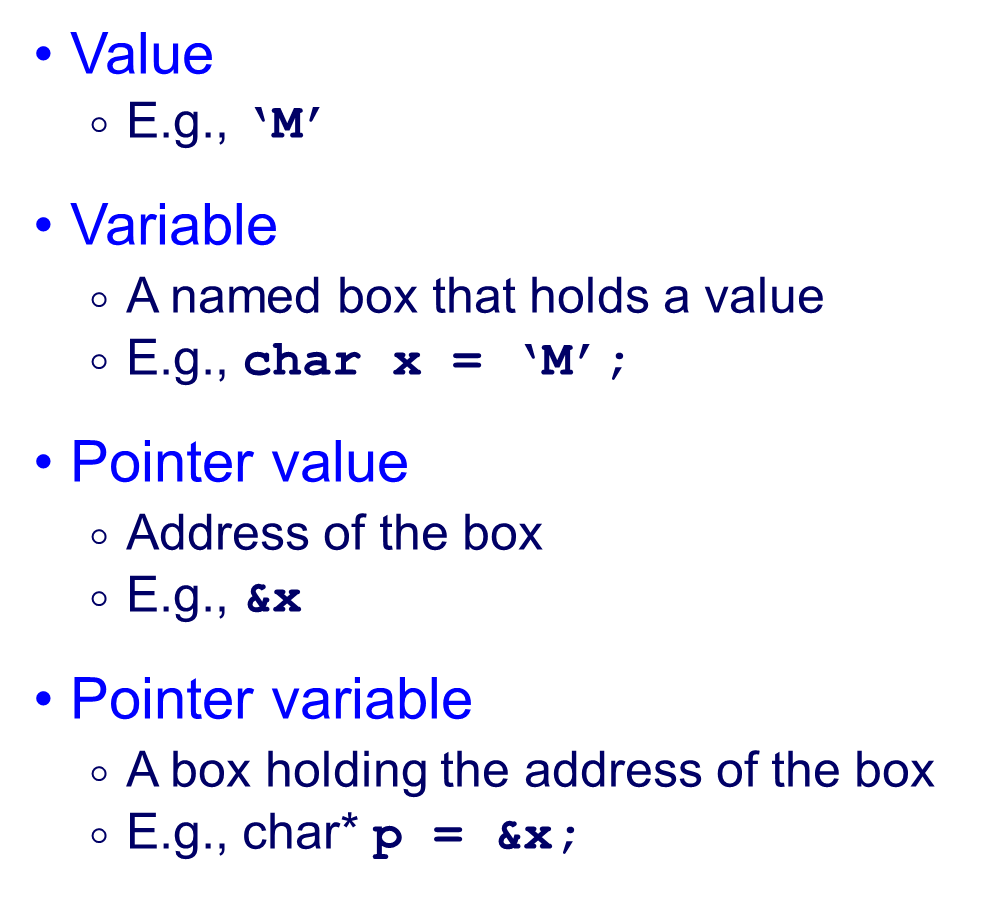 • Value
◦ E.g., ‘M’
• Variable
◦ A named box that holds a value
◦ E.g., char x = ‘M’;
• Pointer value
◦ Address of the box
◦ E.g., &x
• Pointer variable
◦ A box holding the address of the box
◦ E.g., char* p = &x;